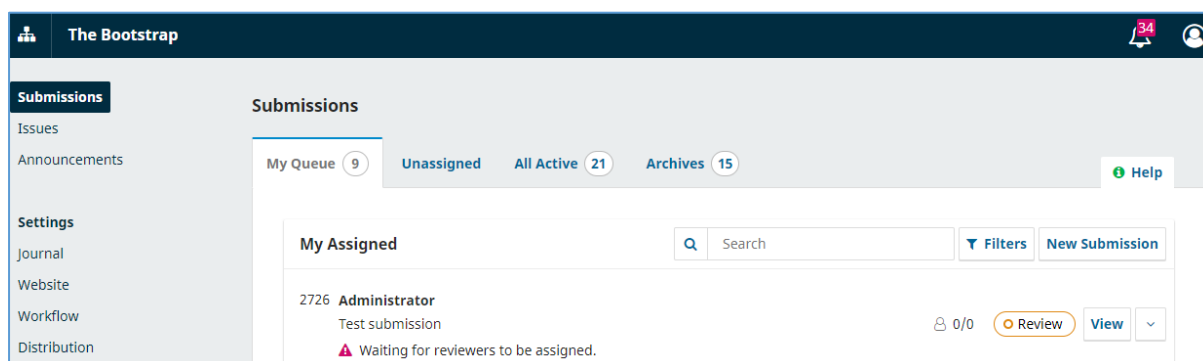 The Bootstrap
34
Submissions
Issues
Announcements
Settings
Journal
Website
Workflow
Distribution
Submissions
My Queue 9 Unassigned All Active 21 Archives 15
Help
My Assigned Search Filters New Submission
2726 Administrator
Test submission 0/0 Review View
Waiting for reviewers to be assigned.